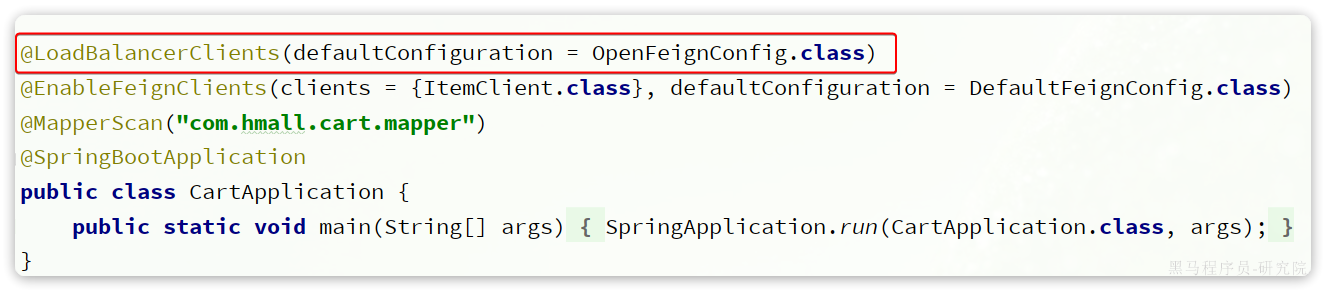 @LoadBalancerClients(defaultConfiguration = OpenFeignConfig.class)
@EnableFeignClients(clients = {ItemClient.class}, defaultConfiguration = DefaultFeignConfig.class)
@MapperScan("com.hmall.cart.mapper")
@SpringBootApplication
public class CartApplication {
    public static void main(String[] args) { SpringApplication.run(CartApplication.class, args); }
}
黑马程序员-研究院